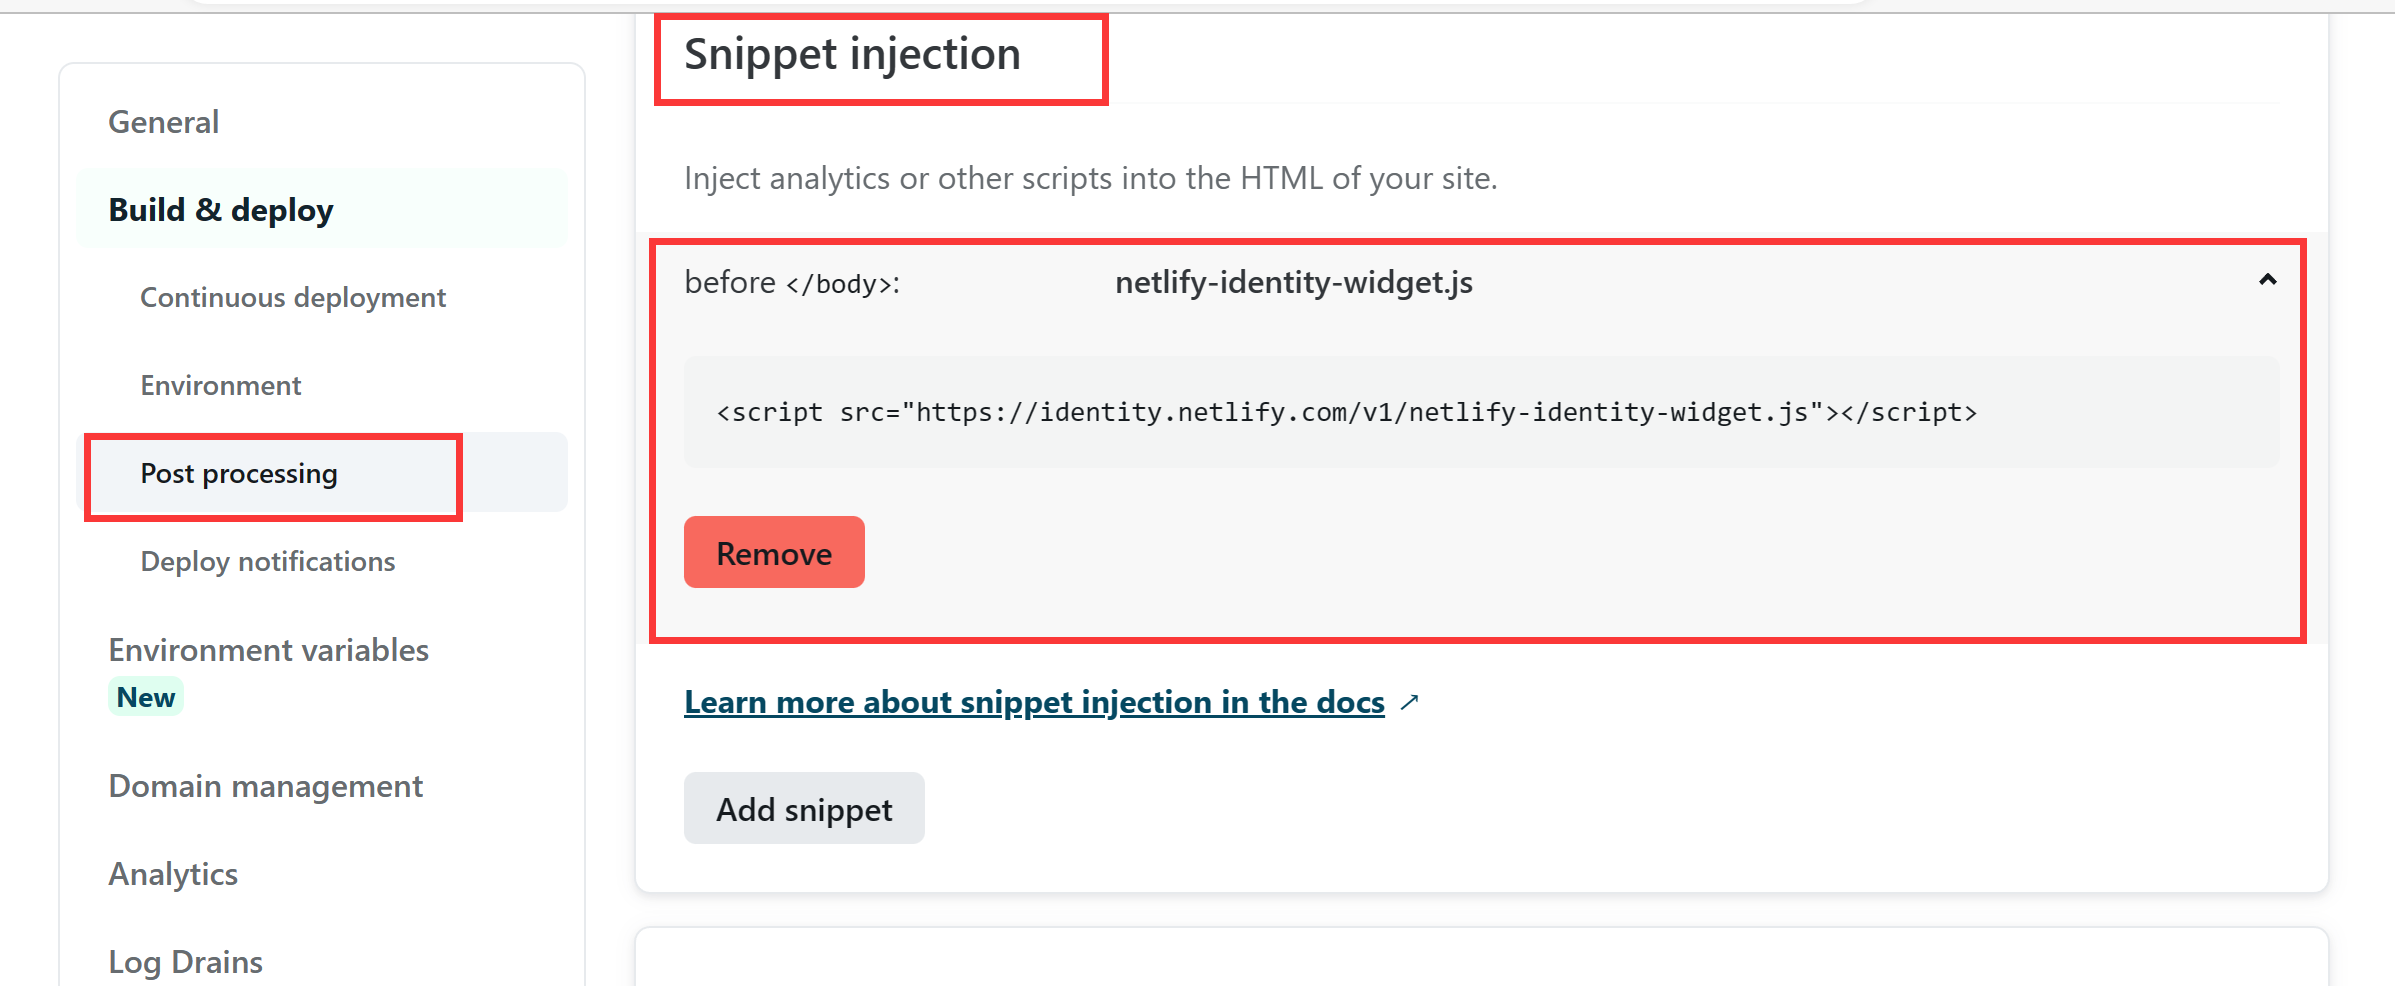 General
Build & deploy
Continuous deployment
Environment
Post processing
Deploy notifications
Environment variables
New
Domain management
Analytics
Log Drains
Snippet injection
Inject analytics or other scripts into the HTML of your site.
before </body>: netlify-identity-widget.js
<script src="https://identity.netlify.com/v1/netlify-identity-widget.js"></script>
Remove
Learn more about snippet injection in the docs ↗
Add snippet